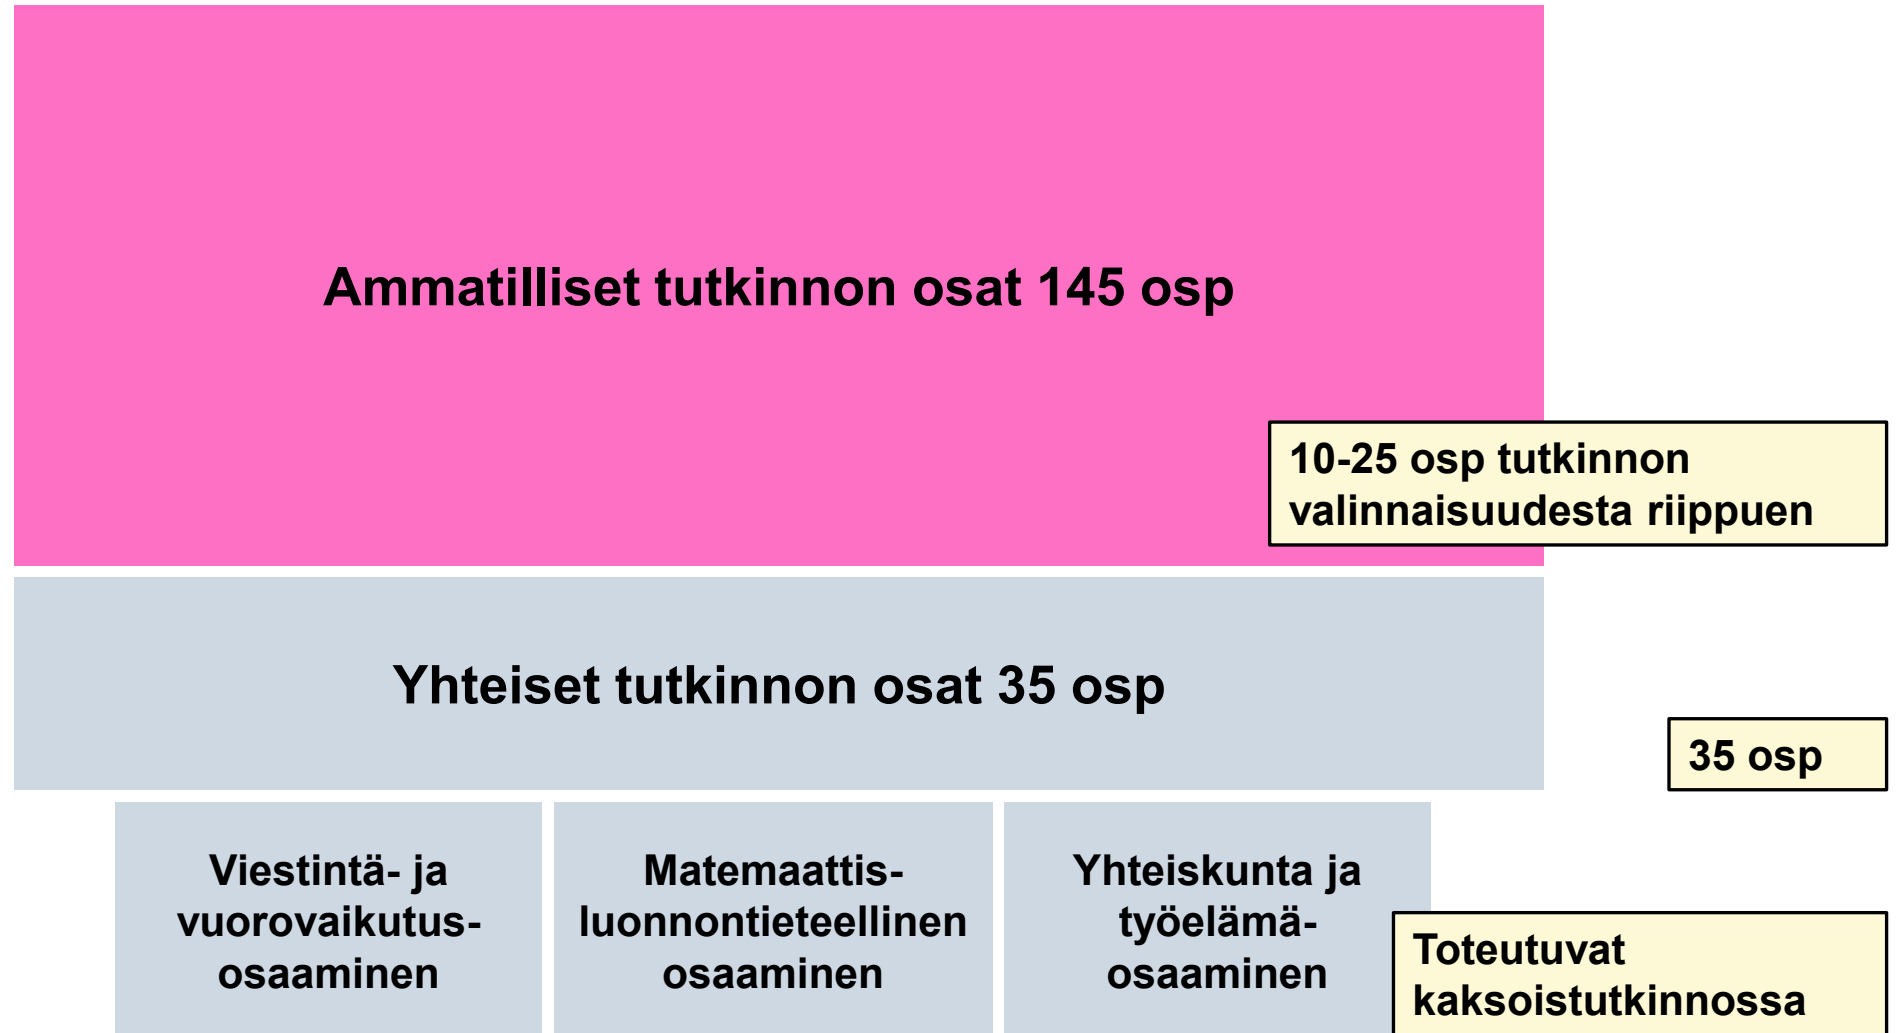 Ammatilliset tutkinnon osat 145 osp
10-25 osp tutkinnon
valinnaisuudesta riippuen
Yhteiset tutkinnon osat 35 osp
35 osp
Viestintä- ja
vuorovaikutus-
osaaminen
Matemaattis-
luonnontieteellinen
osaaminen
Yhteiskunta ja
työelämä-
osaaminen
Toteutuvat
kaksoistutkinnossa